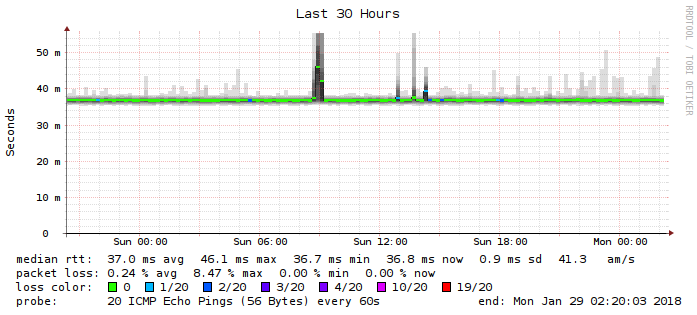 Last 30 Hours
RRDTOOL / TOBI OETIKER
Seconds
50 m
40 m
30 m
20 m
10 m
0
Sun 00:00 Sun 06:00 Sun 12:00 Sun 18:00 Mon 00:00
median rtt: 37.0 ms avg 46.1 ms max 36.7 ms min 36.8 ms now 0.9 ms sd 41.3 am/s
packet loss: 0.24 % avg 8.47 % max 0.00 % min 0.00 % now
loss color: 0 1/20 2/20 3/20 4/20 10/20 19/20
probe: 20 ICMP Echo Pings (56 Bytes) every 60s end: Mon Jan 29 02:20:03 2018